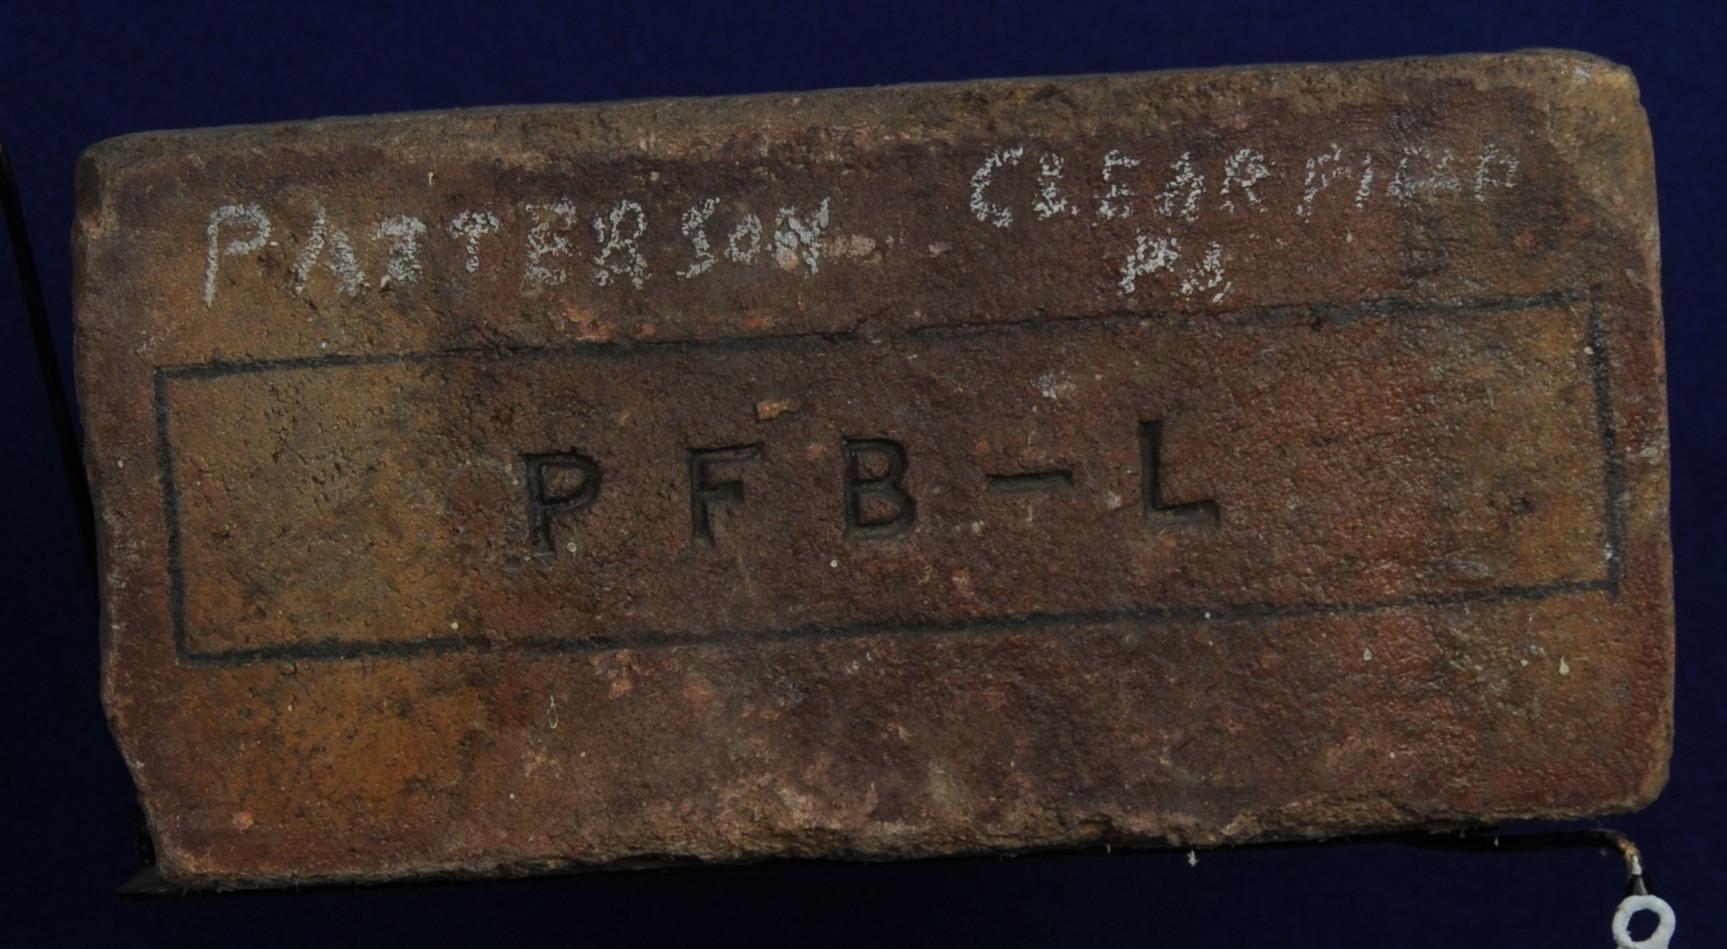 PATTERSON
CLEARFIELD
PA
PFB-L